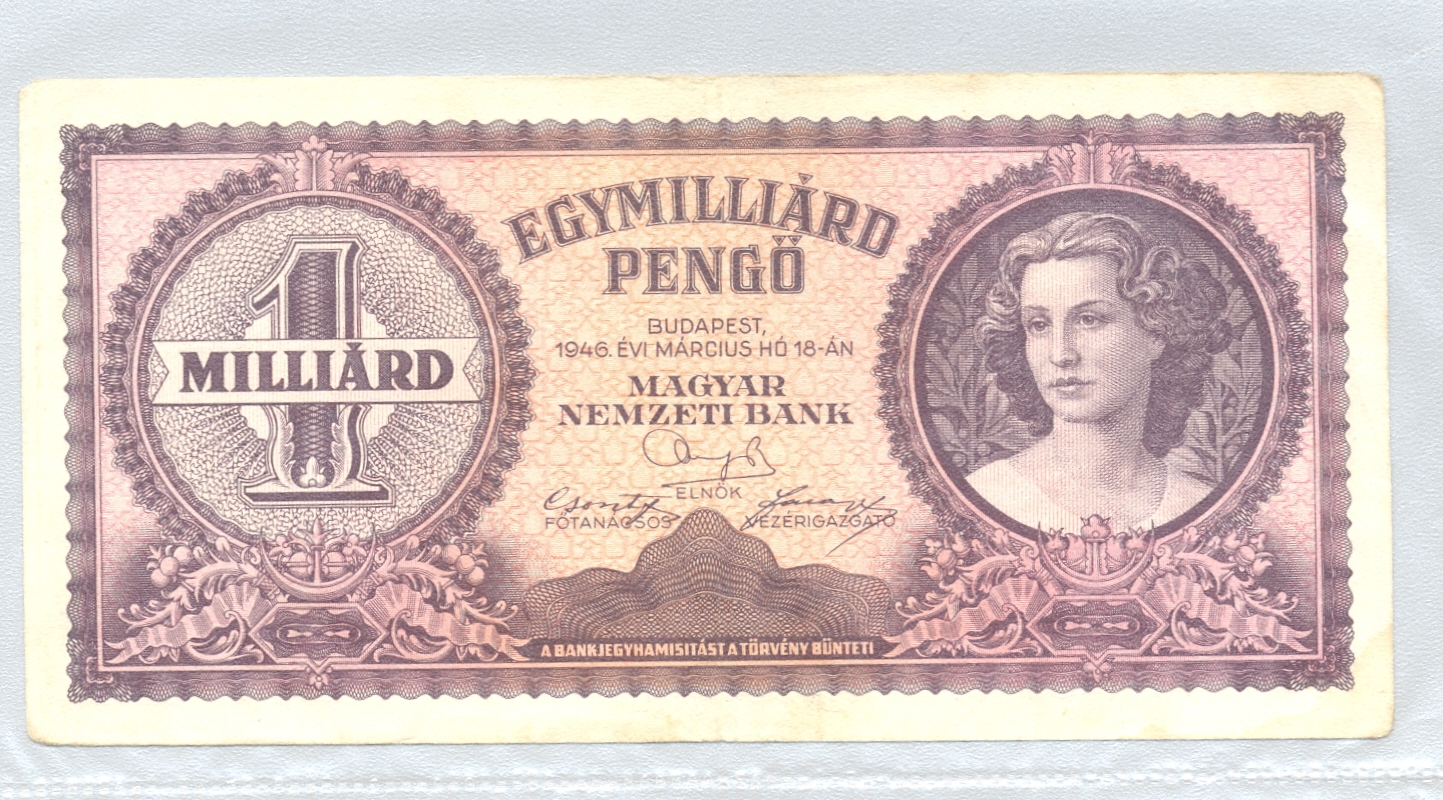 EGYMILLIÁRD
PENGŐ
1
MILLIÁRD
BUDAPEST,
1946. ÉVI MÁRCIUS HÓ 18-ÁN
MAGYAR
NEMZETI BANK
ELNÖK
FŐTANÁCSOS
VEZÉRIGAZGATÓ
A BANKJEGYHAMISITÁST A TÖRVÉNY BÜNTETI